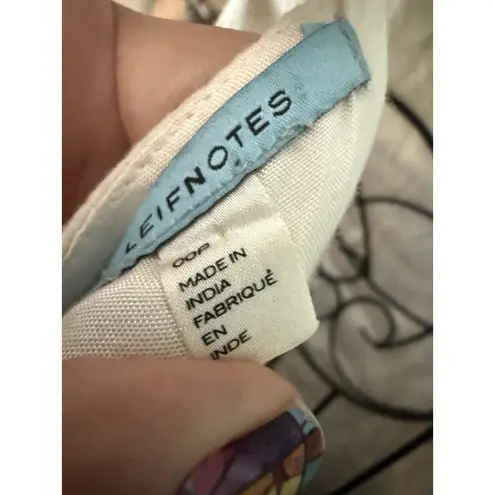 LEIFNOTES
00P
MADE IN
INDIA
FABRIQUÉ
EN
INDE